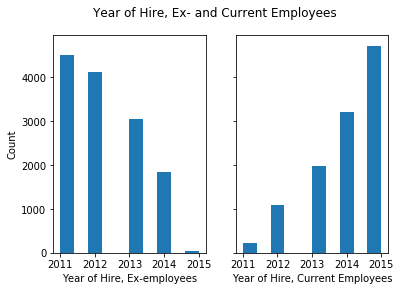 Year of Hire, Ex- and Current Employees
Count
4000
3000
2000
1000
0
2011 2012 2013 2014 2015
Year of Hire, Ex-employees
2011 2012 2013 2014 2015
Year of Hire, Current Employees